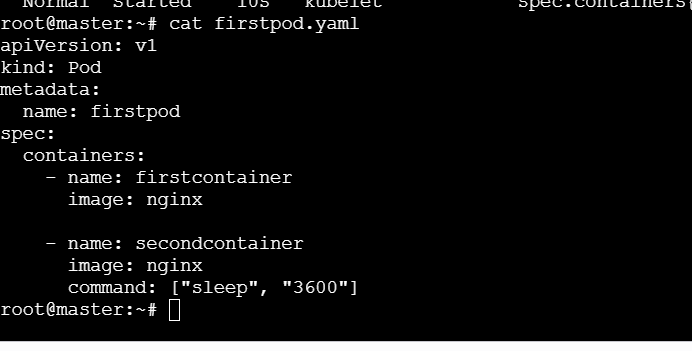 Normal  Started    10s   kubelet            spec.containers
root@master:~# cat firstpod.yaml
apiVersion: v1
kind: Pod
metadata:
  name: firstpod
spec:
  containers:
    - name: firstcontainer
      image: nginx

    - name: secondcontainer
      image: nginx
      command: ["sleep", "3600"]
root@master:~#